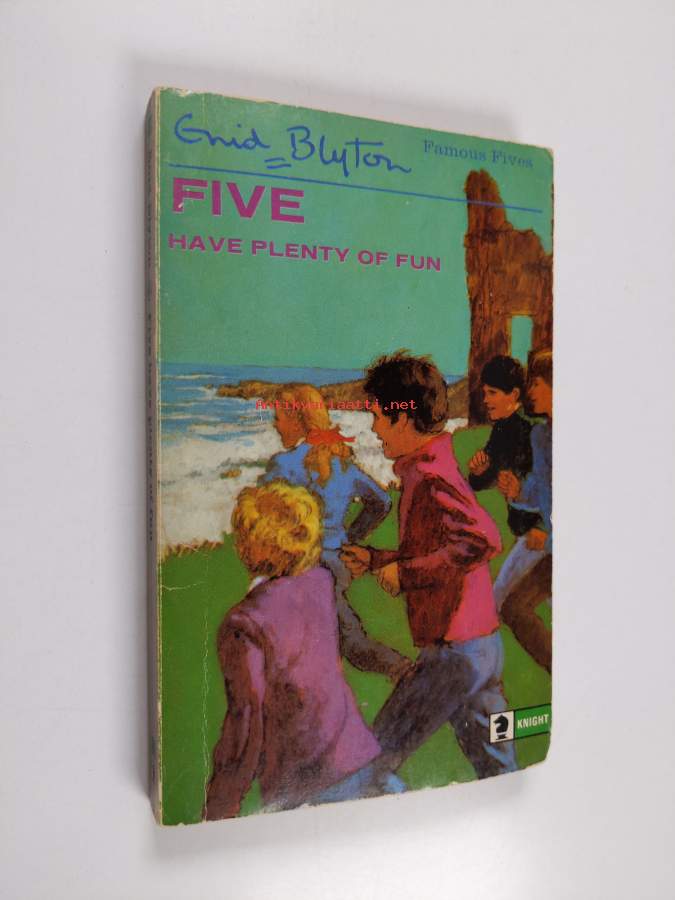 Enid Blyton
Famous Fives
FIVE
HAVE PLENTY OF FUN
antikvariaatti.net
KNIGHT